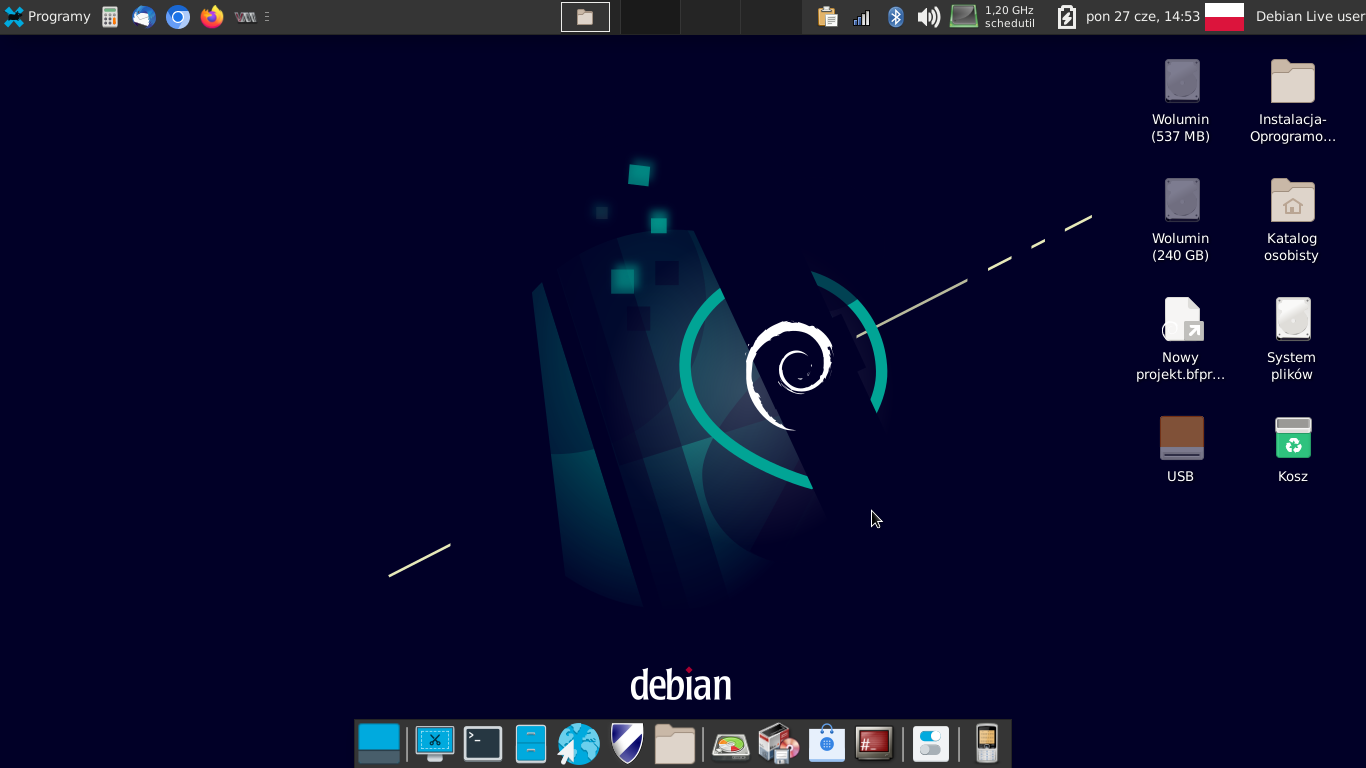 Programy
1,20 GHz
schedutil
pon 27 cze, 14:53
Debian Live user
Wolumin
(537 MB)
Instalacja-
Oprogramo...
Wolumin
(240 GB)
Katalog
osobisty
Nowy
projekt.bfpr...
System
plików
USB
Kosz
debian
>_
#_